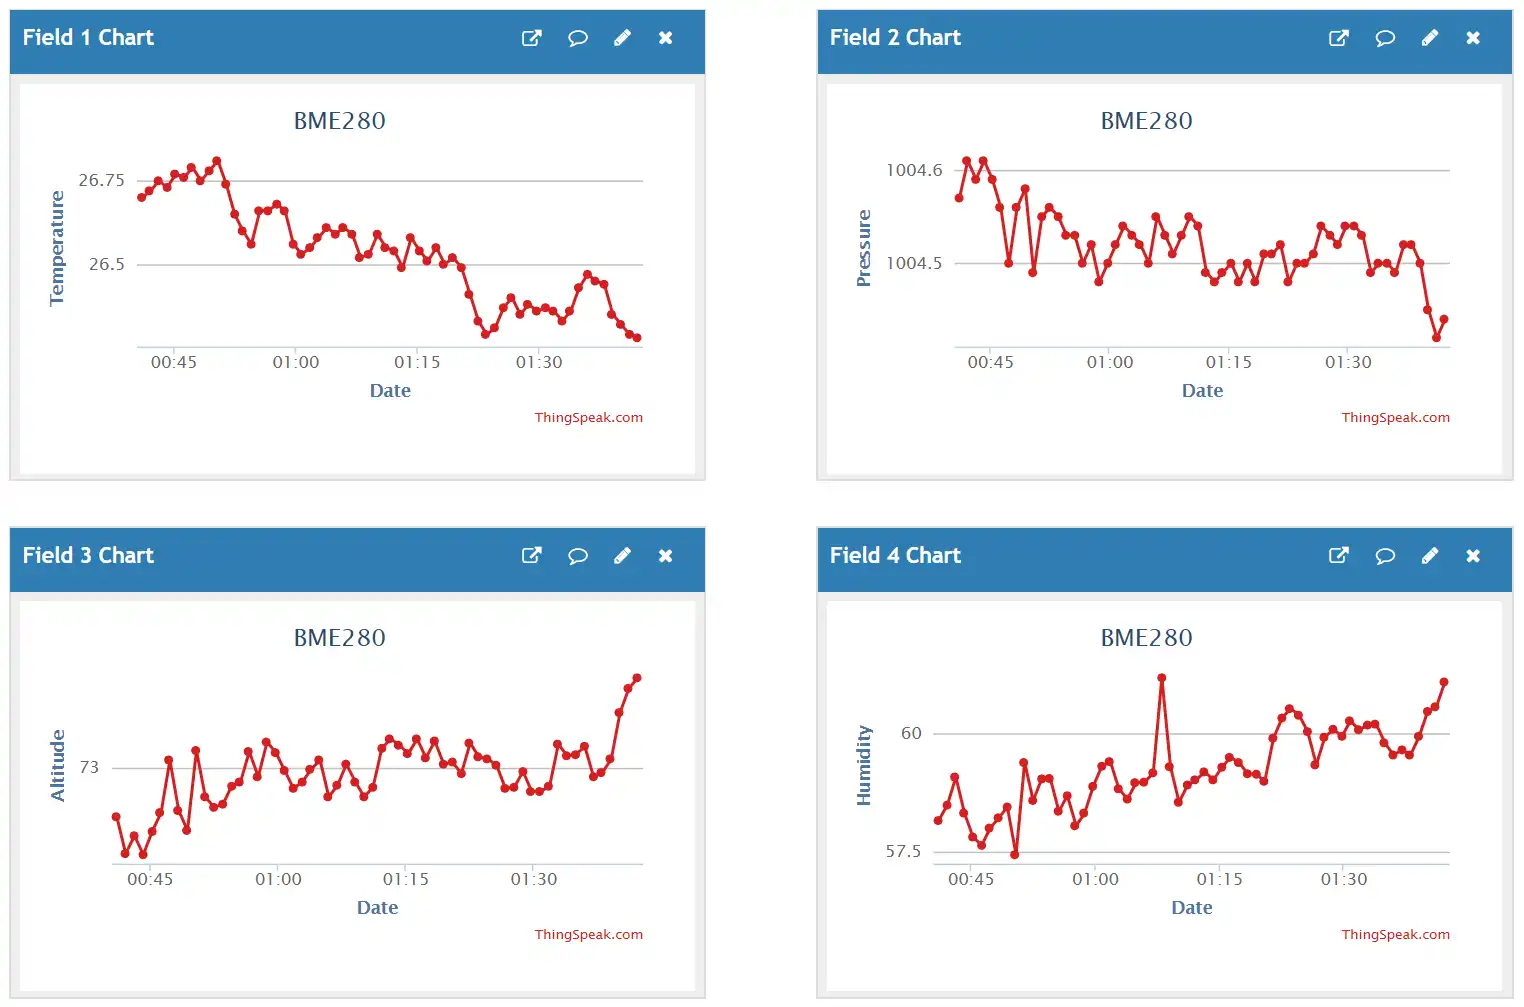 Field 1 Chart
BME280
Temperature
26.75
26.5
00:45 01:00 01:15 01:30
Date
ThingSpeak.com
Field 2 Chart
BME280
Pressure
1004.6
1004.5
00:45 01:00 01:15 01:30
Date
ThingSpeak.com
Field 3 Chart
BME280
Altitude
73
00:45 01:00 01:15 01:30
Date
ThingSpeak.com
Field 4 Chart
BME280
Humidity
60
57.5
00:45 01:00 01:15 01:30
Date
ThingSpeak.com